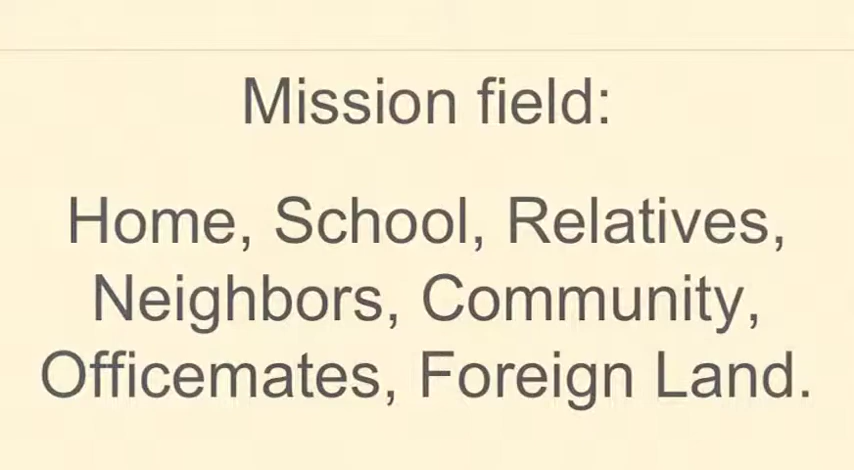 Mission field:
Home, School, Relatives,
Neighbors, Community,
Officemates, Foreign Land.